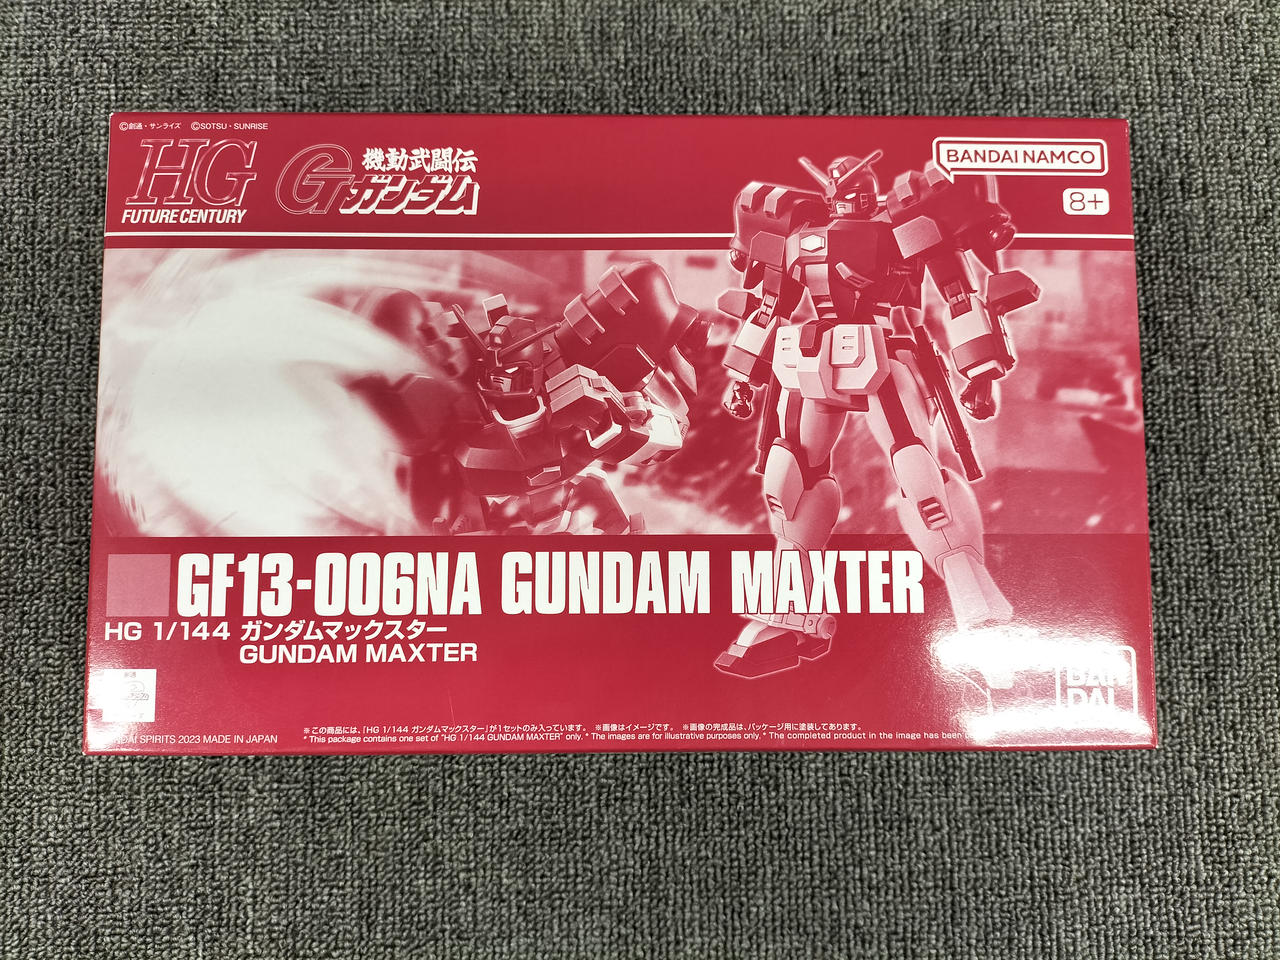 ©創通・サンライズ ©SOTSU・SUNRISE
HG
FUTURE CENTURY
機動武闘伝
Gガンダム
BANDAI NAMCO
8+
GF13-006NA GUNDAM MAXTER
HG 1/144 ガンダムマックスター
GUNDAM MAXTER
創通
BAN
DAI
SPIRITS 2023 MADE IN JAPAN
※この商品には、「HG 1/144 ガンダムマックスター」が1セットのみ入っています。 ※画像はイメージです。 ※画像の完成品は、パッケージ用に塗装してあります。
* This package contains one set of "HG 1/144 GUNDAM MAXTER" only. * The images are for illustrative purposes only. * The completed product in the image has been